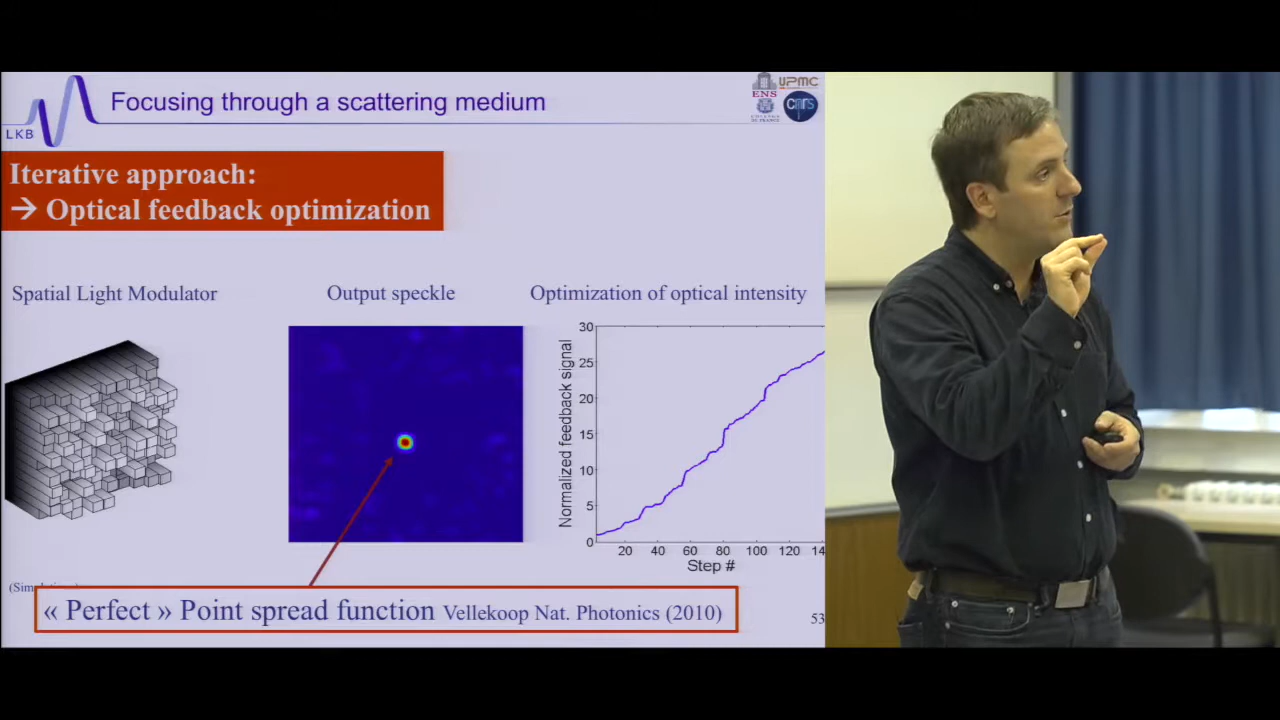 LKB
Focusing through a scattering medium
ENS
UPMC
cnrs
Iterative approach:
→ Optical feedback optimization
Spatial Light Modulator
Output speckle
Optimization of optical intensity
Normalized feedback signal
30
25
20
15
10
5
0
20 40 60 80 100 120
Step #
« Perfect » Point spread function Vellekoop Nat. Photonics (2010)
53